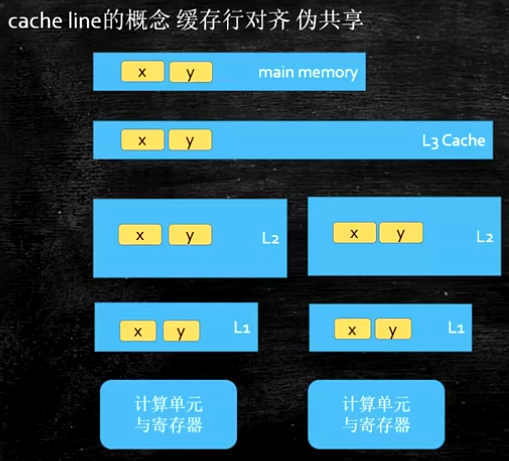 cache line的概念 缓存行对齐 伪共享
x y main memory
x y L3 Cache
x y L2
x y L2
x y L1
x y L1
计算单元
与寄存器
计算单元
与寄存器